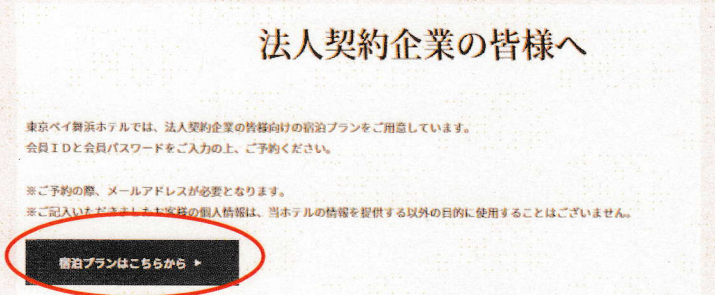 法人契約企業の皆様へ
東京ベイ舞浜ホテルでは、法人契約企業の皆様向けの宿泊プランをご用意しています。
会員IDと会員パスワードをご入力の上、ご予約ください。
※ご予約の際、メールアドレスが必要となります。
※ご記入いただきましたお客様の個人情報は、当ホテルの情報を提供する以外の目的に使用することはございません。
宿泊プランはこちらから ▶